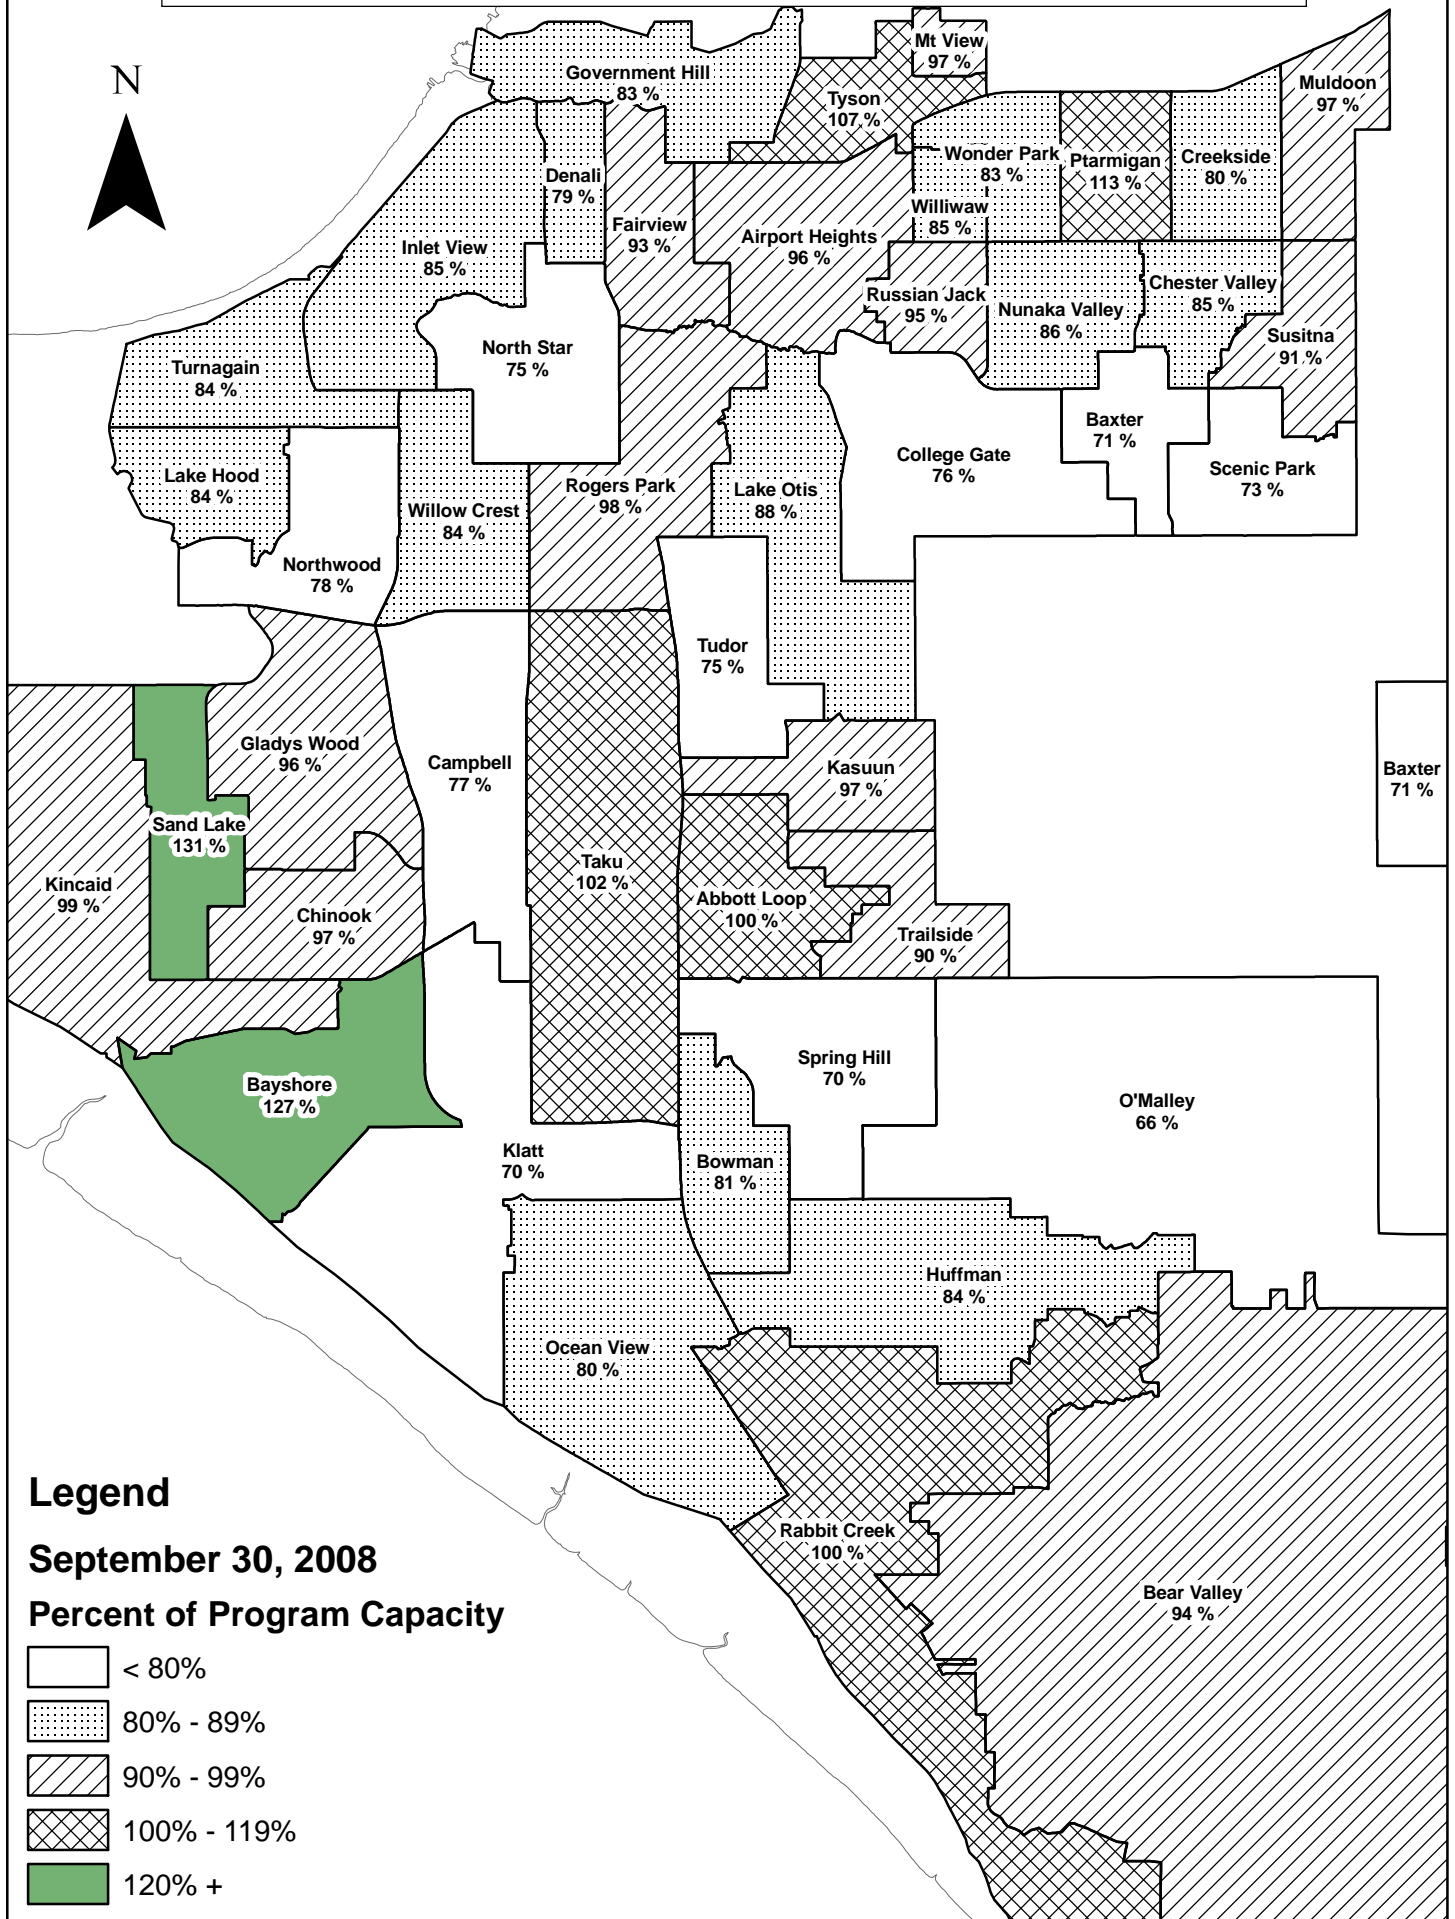 N
Government Hill
83 %
Mt View
97 %
Tyson
107 %
Muldoon
97 %
Wonder Park
83 %
Ptarmigan
113 %
Creekside
80 %
Denali
79 %
Williwaw
85 %
Fairview
93 %
Airport Heights
96 %
Inlet View
85 %
Russian Jack
95 %
Nunaka Valley
86 %
Chester Valley
85 %
Susitna
91 %
North Star
75 %
Turnagain
84 %
Baxter
71 %
College Gate
76 %
Scenic Park
73 %
Lake Hood
84 %
Rogers Park
98 %
Lake Otis
88 %
Willow Crest
84 %
Northwood
78 %
Tudor
75 %
Gladys Wood
96 %
Campbell
77 %
Kasuun
97 %
Baxter
71 %
Sand Lake
131 %
Taku
102 %
Kincaid
99 %
Abbott Loop
100 %
Chinook
97 %
Trailside
90 %
Spring Hill
70 %
Bayshore
127 %
O'Malley
66 %
Klatt
70 %
Bowman
81 %
Huffman
84 %
Ocean View
80 %
Rabbit Creek
100 %
Bear Valley
94 %
Legend
September 30, 2008
Percent of Program Capacity
< 80%
80% - 89%
90% - 99%
100% - 119%
120% +